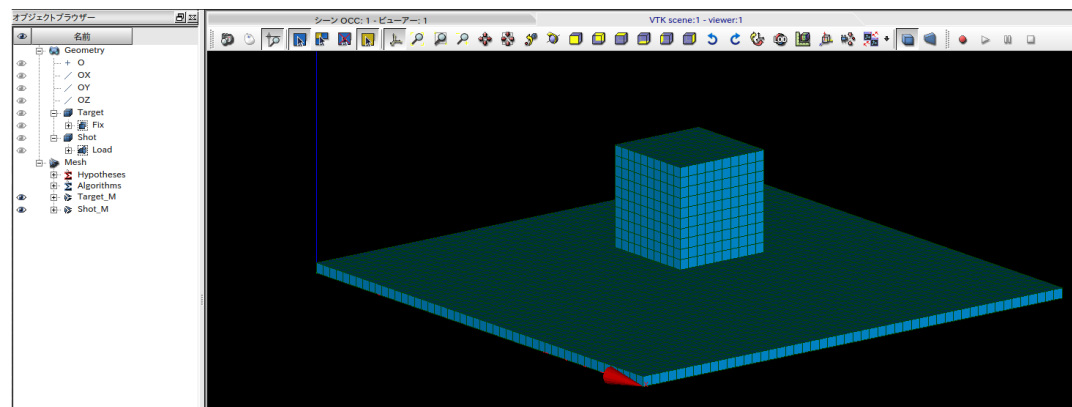 オブジェクトブラウザー
シーン OCC: 1 - ビューアー: 1
VTK scene:1 - viewer:1
名前
Geometry
O
OX
OY
OZ
Target
Fix
Shot
Load
Mesh
Hypotheses
Algorithms
Target_M
Shot_M